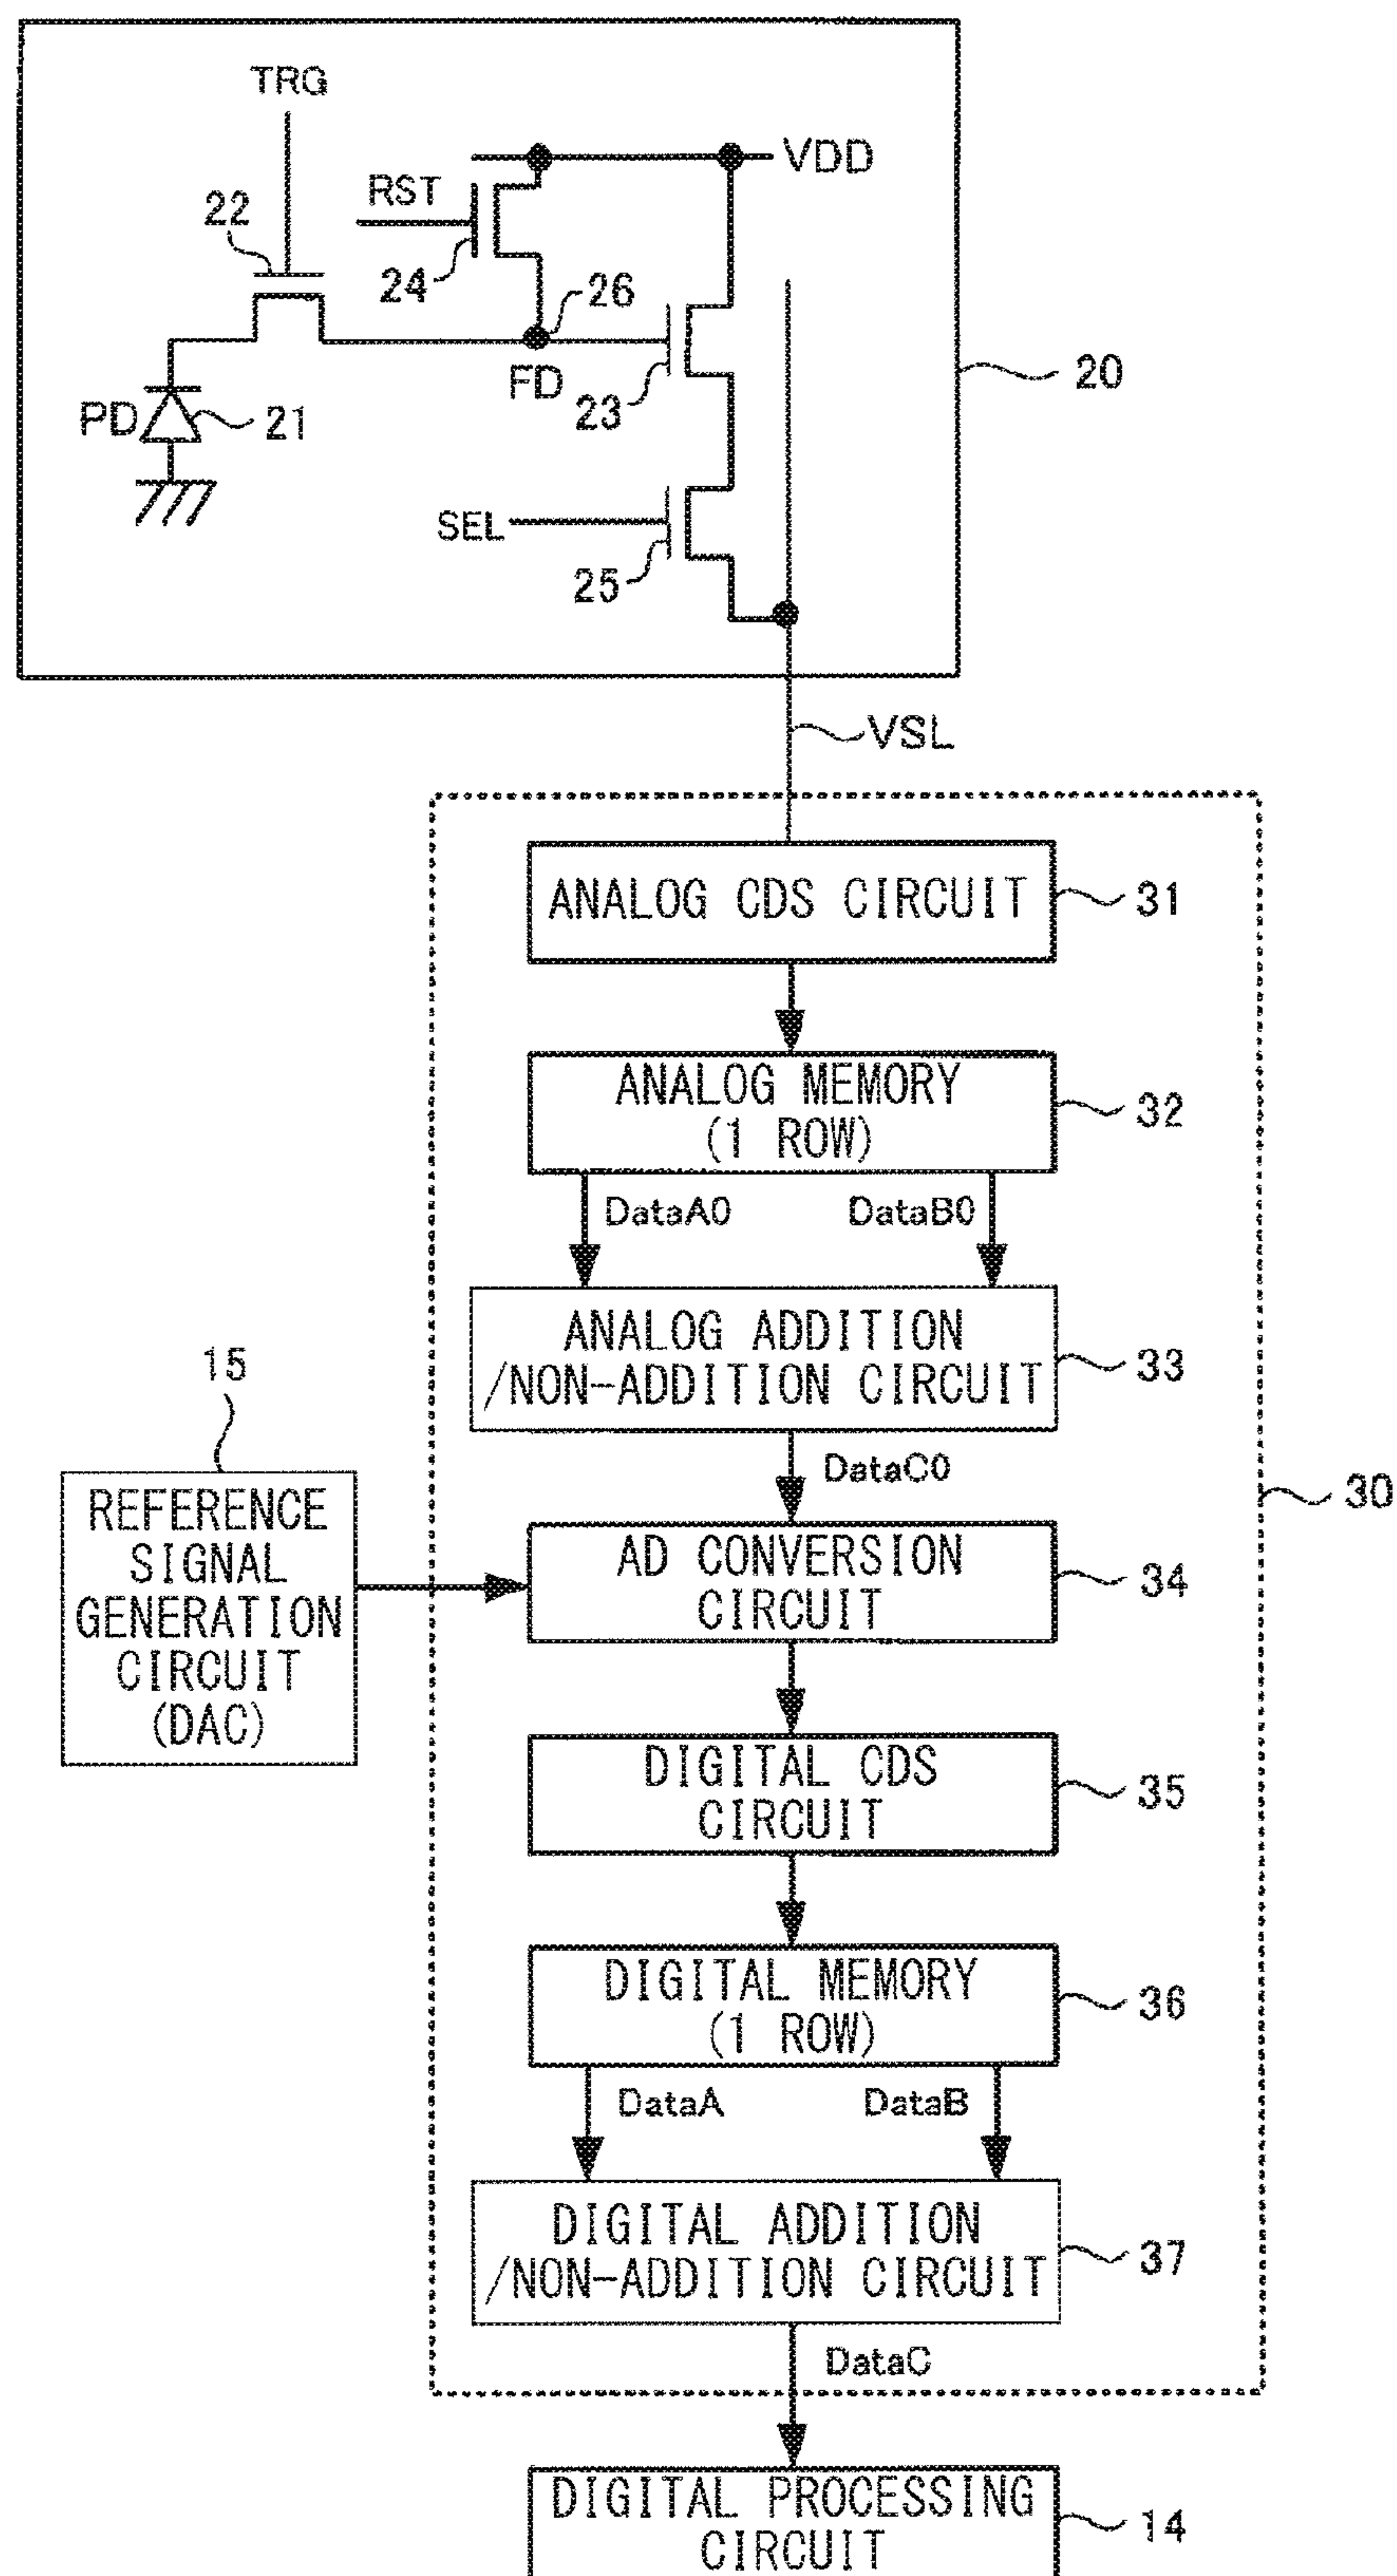 TRG
VDD
RST
22
24
26
20
FD
23
PD
21
SEL
25
VSL
ANALOG CDS CIRCUIT
31
ANALOG MEMORY
(1 ROW)
32
DataA0
DataB0
ANALOG ADDITION
/NON-ADDITION CIRCUIT
33
15
DataC0
30
REFERENCE
SIGNAL
GENERATION
CIRCUIT
(DAC)
AD CONVERSION
CIRCUIT
34
DIGITAL CDS
CIRCUIT
35
DIGITAL MEMORY
(1 ROW)
36
DataA
DataB
DIGITAL ADDITION
/NON-ADDITION CIRCUIT
37
DataC
DIGITAL PROCESSING
CIRCUIT
14